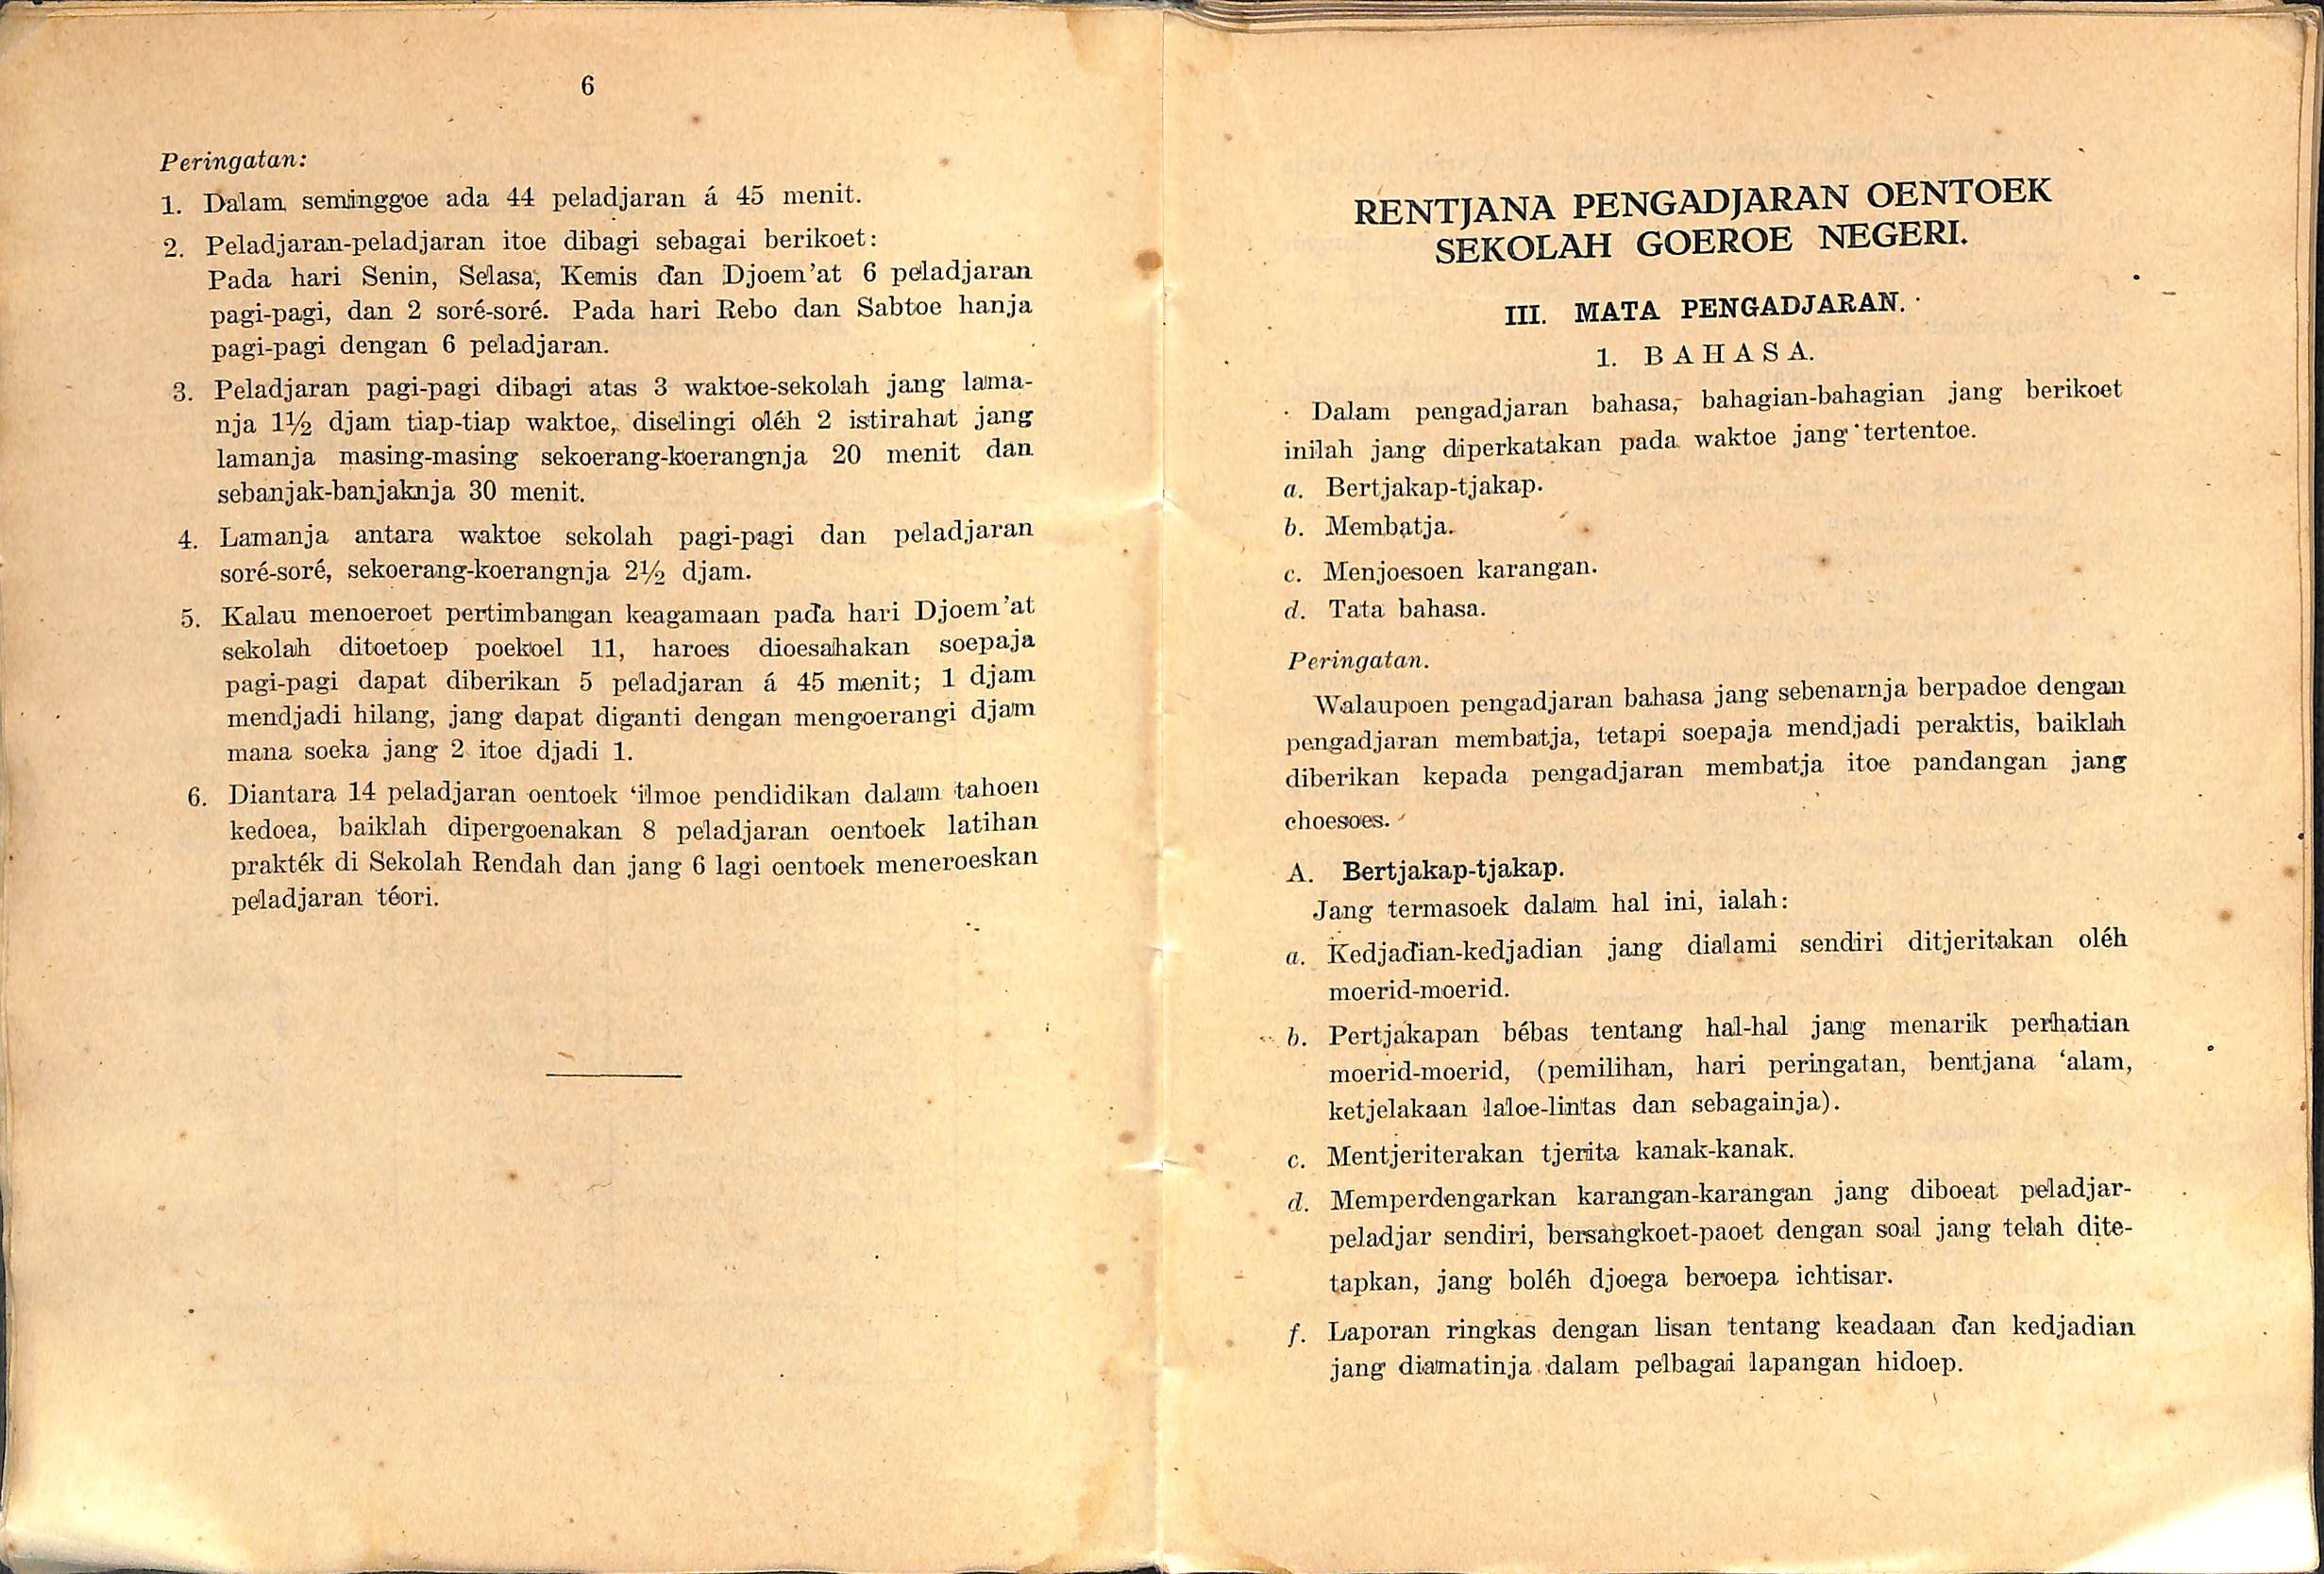 6
Peringatan:
1. Dalam seminggoe ada 44 peladjaran á 45 menit.
2. Peladjaran-peladjaran itoe dibagi sebagai berikoet:
Pada hari Senin, Selasa, Kemis dan Djoem'at 6 peladjaran
pagi-pagi, dan 2 soré-soré. Pada hari Rebo dan Sabtoe hanja
pagi-pagi dengan 6 peladjaran.
3. Peladjaran pagi-pagi dibagi atas 3 waktoe-sekolah jang lama-
nja 1½ djam tiap-tiap waktoe, diselingi oléh 2 istirahat jang
lamanja masing-masing sekoerang-koerangnja 20 menit dan
sebanjak-banjaknja 30 menit.
4. Lamanja antara waktoe sekolah pagi-pagi dan peladjaran
soré-soré, sekoerang-koerangnja 2½ djam.
5. Kalau menoeroet pertimbangan keagamaan pada hari Djoem'at
sekolah ditoetoep poekoel 11, haroes dioesahakan soepaja
pagi-pagi dapat diberikan 5 peladjaran á 45 menit; 1 djam
mendjadi hilang, jang dapat diganti dengan mengoerangi djam
mana soeka jang 2 itoe djadi 1.
6. Diantara 14 peladjaran oentoek ‘ilmoe pendidikan dalam tahoen
kedoea, baiklah dipergoenakan 8 peladjaran oentoek latihan
prakték di Sekolah Rendah dan jang 6 lagi oentoek meneroeskan
peladjaran téori.
RENTJANA PENGADJARAN OENTOEK
SEKOLAH GOEROE NEGERI.
III. MATA PENGADJARAN.
1. BAHASA.
Dalam pengadjaran bahasa, bahagian-bahagian jang berikoet
inilah jang diperkatakan pada waktoe jang tertentoe.
a. Bertjakap-tjakap.
b. Membatja.
c. Menjoesoen karangan.
d. Tata bahasa.
Peringatan.
Walaupoen pengadjaran bahasa jang sebenarnja berpadoe dengan
pengadjaran membatja, tetapi soepaja mendjadi peraktis, baiklah
diberikan kepada pengadjaran membatja itoe pandangan jang
choesoes.
A. Bertjakap-tjakap.
Jang termasoek dalam hal ini, ialah:
a. Kedjadian-kedjadian jang dialami sendiri ditjeritakan oléh
moerid-moerid.
b. Pertjakapan bébas tentang hal-hal jang menarik perhatian
moerid-moerid, (pemilihan, hari peringatan, bentjana ‘alam,
ketjelakaan laloe-lintas dan sebagainja).
c. Mentjeriterakan tjerita kanak-kanak.
d. Memperdengarkan karangan-karangan jang diboeat peladjar-
peladjar sendiri, bersangkoet-paoet dengan soal jang telah dite-
tapkan, jang boléh djoega beroepa ichtisar.
f. Laporan ringkas dengan lisan tentang keadaan dan kedjadian
jang diamatinja dalam pelbagai lapangan hidoep.